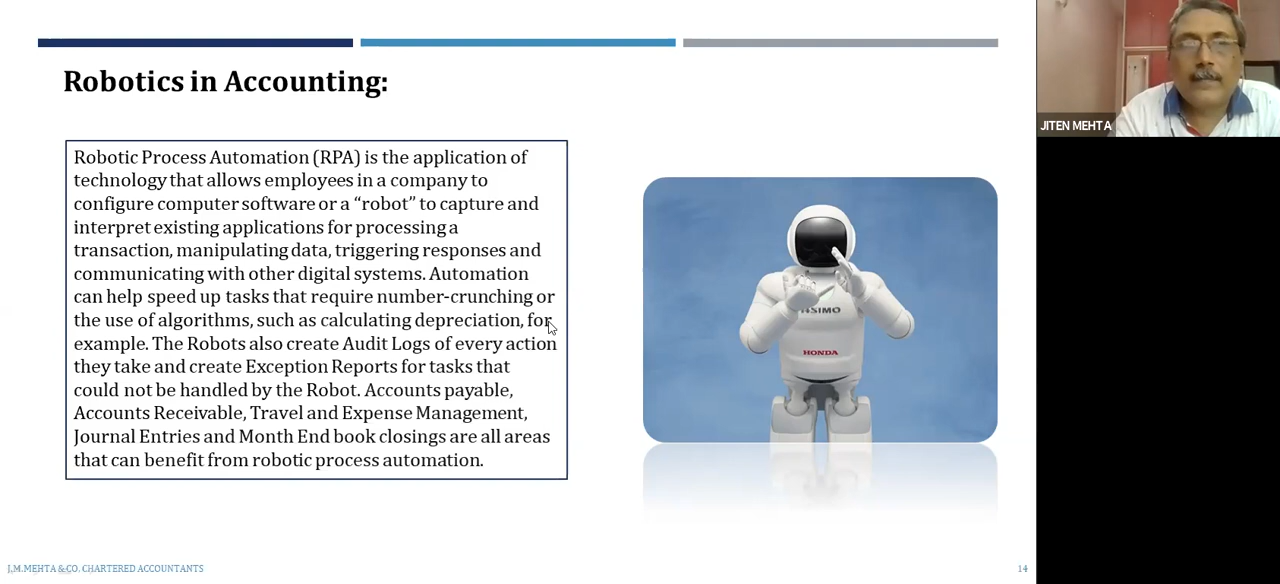 Robotics in Accounting:
Robotic Process Automation (RPA) is the application of
technology that allows employees in a company to
configure computer software or a “robot” to capture and
interpret existing applications for processing a
transaction, manipulating data, triggering responses and
communicating with other digital systems. Automation
can help speed up tasks that require number-crunching or
the use of algorithms, such as calculating depreciation, for
example. The Robots also create Audit Logs of every action
they take and create Exception Reports for tasks that
could not be handled by the Robot. Accounts payable,
Accounts Receivable, Travel and Expense Management,
Journal Entries and Month End book closings are all areas
that can benefit from robotic process automation.
HONDA
JITEN MEHTA
J.M.MEHTA & CO. CHARTERED ACCOUNTANTS
14